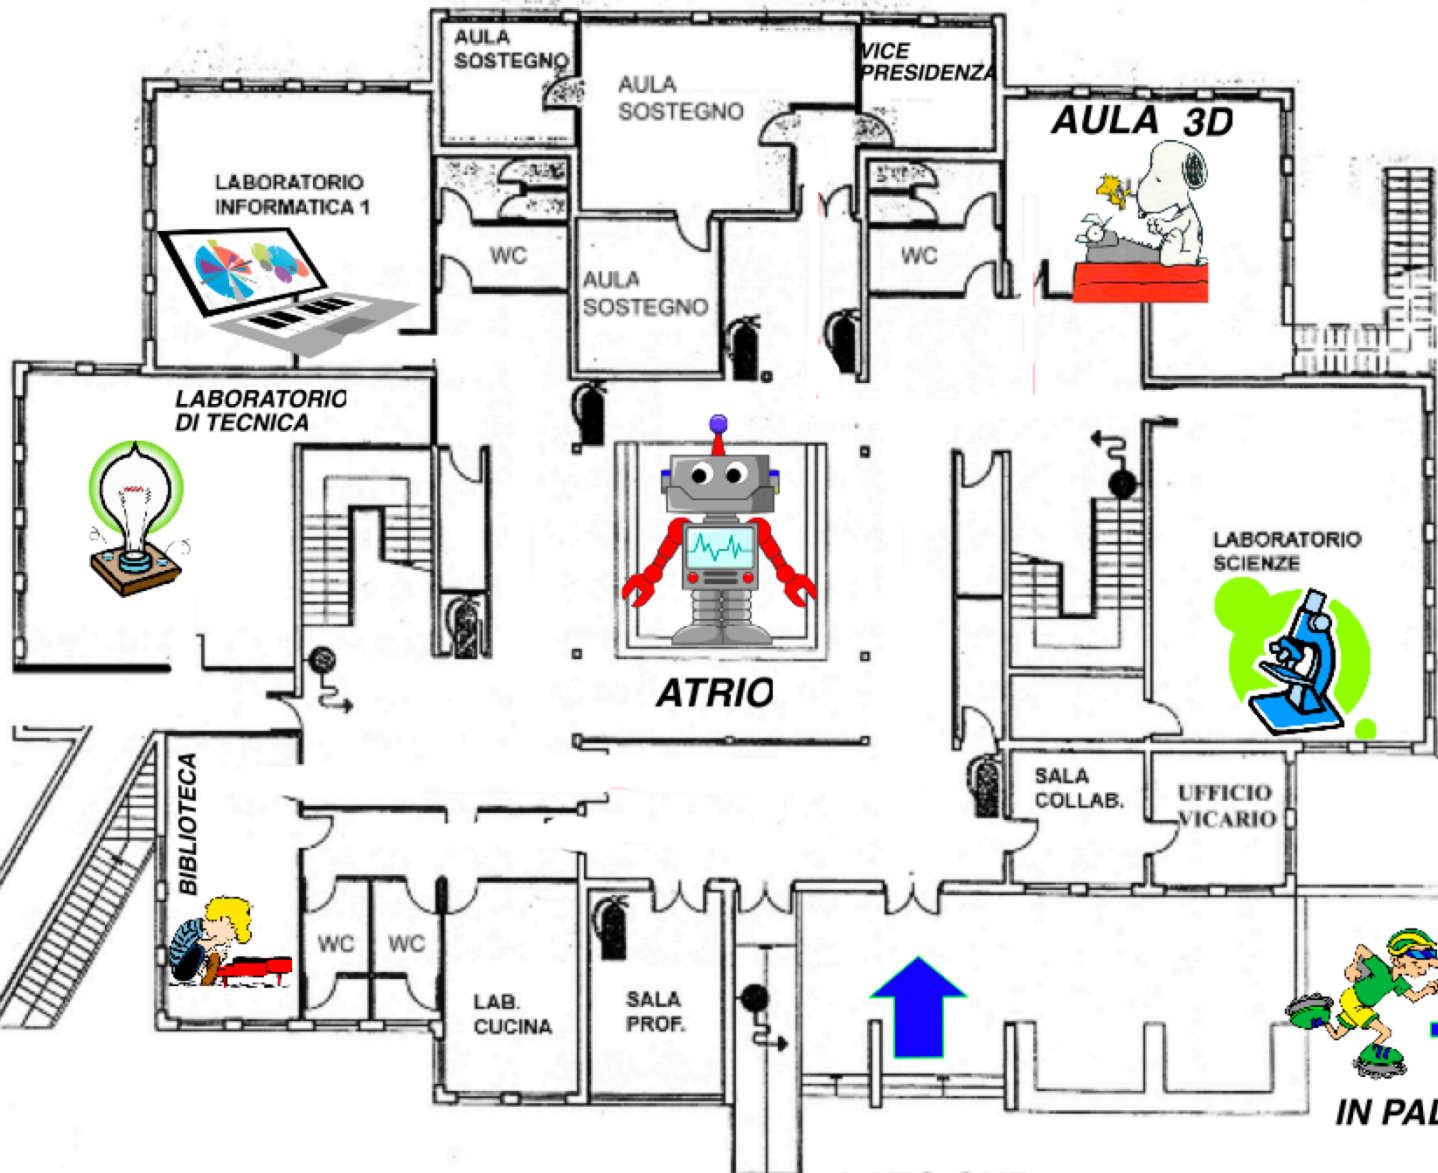 AULA
SOSTEGNO
AULA
SOSTEGNO
VICE
PRESIDENZA
AULA 3D
LABORATORIO
INFORMATICA 1
WC
WC
AULA
SOSTEGNO
LABORATORIO
DI TECNICA
LABORATORIO
SCIENZE
ATRIO
BIBLIOTECA
SALA
COLLAB.
UFFICIO
VICARIO
WC
WC
LAB.
CUCINA
SALA
PROF.
IN PAL